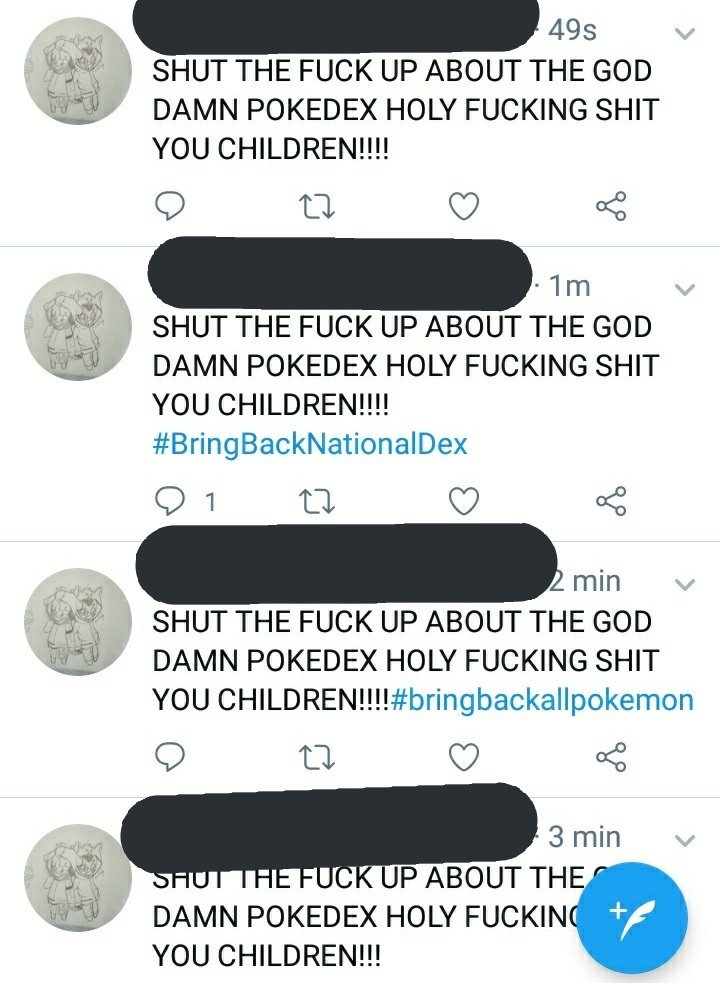 49s
SHUT THE FUCK UP ABOUT THE GOD
DAMN POKEDEX HOLY FUCKING SHIT
YOU CHILDREN!!!!
· 1m
SHUT THE FUCK UP ABOUT THE GOD
DAMN POKEDEX HOLY FUCKING SHIT
YOU CHILDREN!!!!
#BringBackNationalDex
1
2 min
SHUT THE FUCK UP ABOUT THE GOD
DAMN POKEDEX HOLY FUCKING SHIT
YOU CHILDREN!!!!#bringbackallpokemon
3 min
SHUT THE FUCK UP ABOUT THE
DAMN POKEDEX HOLY FUCKING
YOU CHILDREN!!!